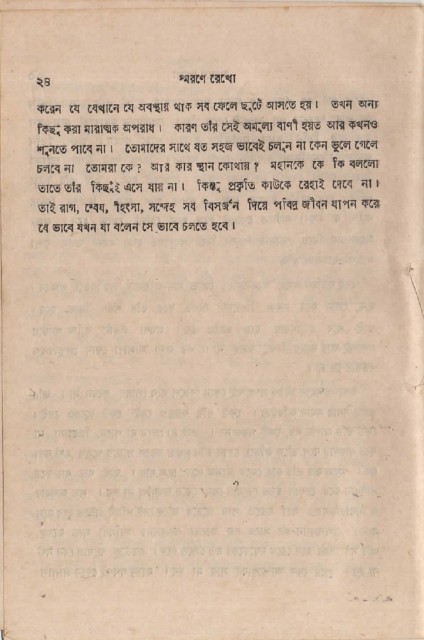 ২৪ স্মরণে রেখো
করেন যে যেখানে যে অবস্থায় থাক সব ফেলে ছুটে আসতে হয়। তখন অন্য
কিছু করা মারাত্মক অপরাধ। কারণ তাঁর সেই অমূল্য বাণী হয়ত আর কখনও
শুনতে পাবে না। তোমাদের সাথে যত সহজ ভাবেই চলুন না কেন ভুলে গেলে
চলবে না তোমরা কে? আর কার স্থান কোথায়? মহানকে কে কি বললো
তাতে তাঁর কিছুই এসে যায় না। কিন্তু প্রকৃতি কাউকে রেহাই দেবে না।
তাই রাগ, দ্বেষ, হিংসা, সন্দেহ সব বিসর্জন দিয়ে পবিত্র জীবন যাপন করে
যে ভাবে যখন যা বলেন সে ভাবে চলতে হবে।